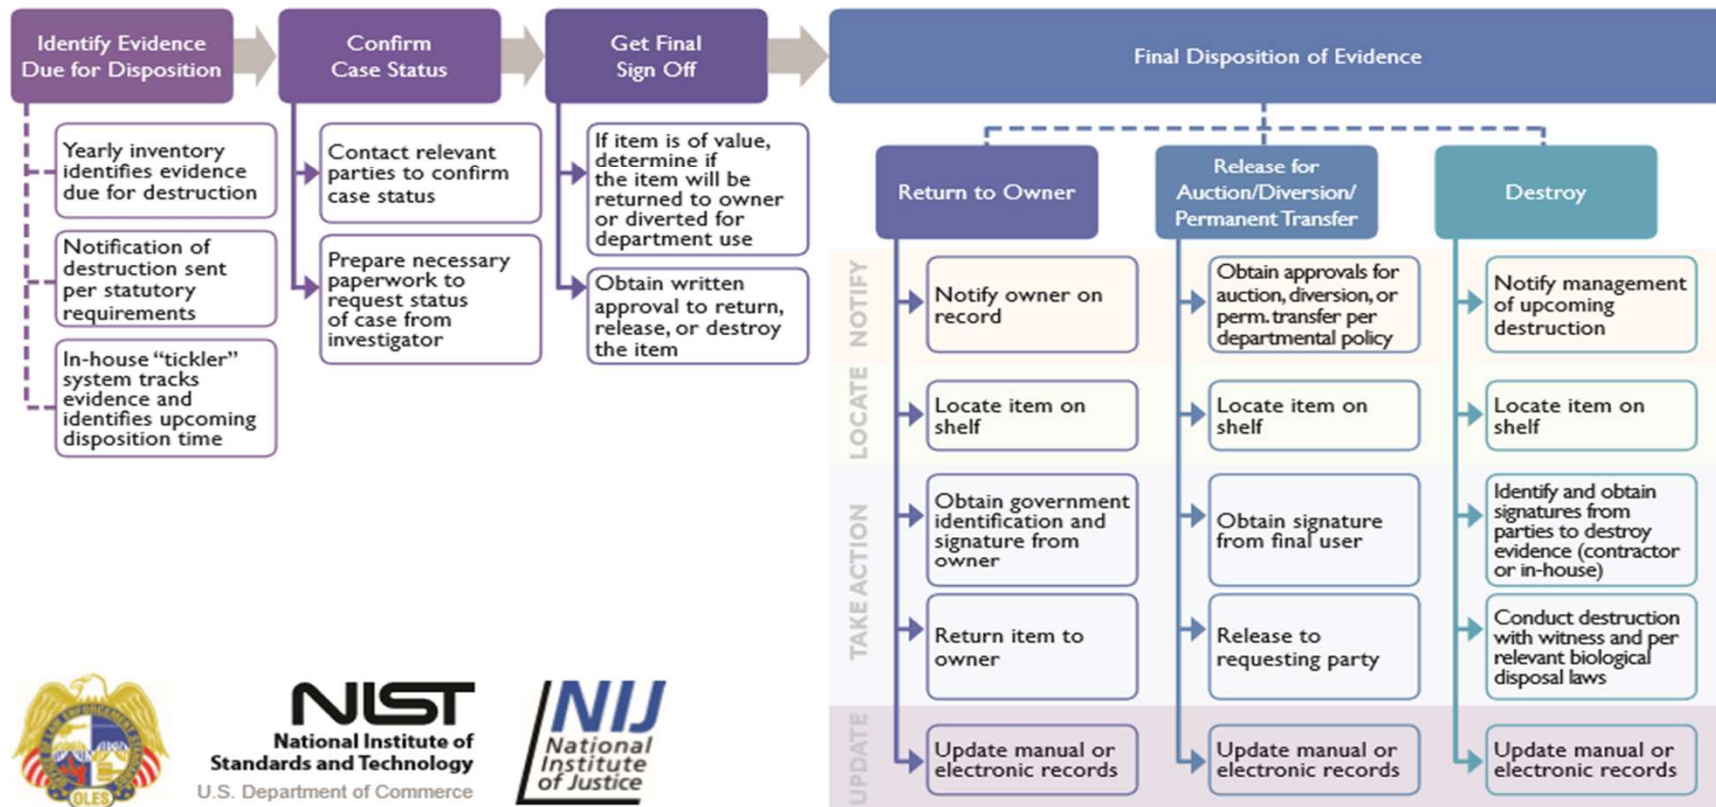 Identify Evidence
Due for Disposition
Confirm
Case Status
Get Final
Sign Off
Final Disposition of Evidence
Yearly inventory
identifies evidence
due for destruction
Notification of
destruction sent
per statutory
requirements
In-house “tickler”
system tracks
evidence and
identifies upcoming
disposition time
Contact relevant
parties to confirm
case status
Prepare necessary
paperwork to
request status
of case from
investigator
If item is of value,
determine if
the item will be
returned to owner
or diverted for
department use
Obtain written
approval to return,
release, or destroy
the item
Return to Owner
Release for
Auction/Diversion/
Permanent Transfer
Destroy
NOTIFY
Notify owner on
record
Obtain approvals for
auction, diversion, or
perm. transfer per
departmental policy
Notify management
of upcoming
destruction
LOCATE
Locate item on
shelf
Locate item on
shelf
Locate item on
shelf
TAKE ACTION
Obtain government
identification and
signature from
owner
Obtain signature
from final user
Identify and obtain
signatures from
parties to destroy
evidence (contractor
or in-house)
Return item to
owner
Release to
requesting party
Conduct destruction
with witness and per
relevant biological
disposal laws
UPDATE
Update manual or
electronic records
Update manual or
electronic records
Update manual or
electronic records
LAW ENFORCEMENT
OLES
NIST
National Institute of
Standards and Technology
U.S. Department of Commerce
NIJ
National
Institute
of Justice